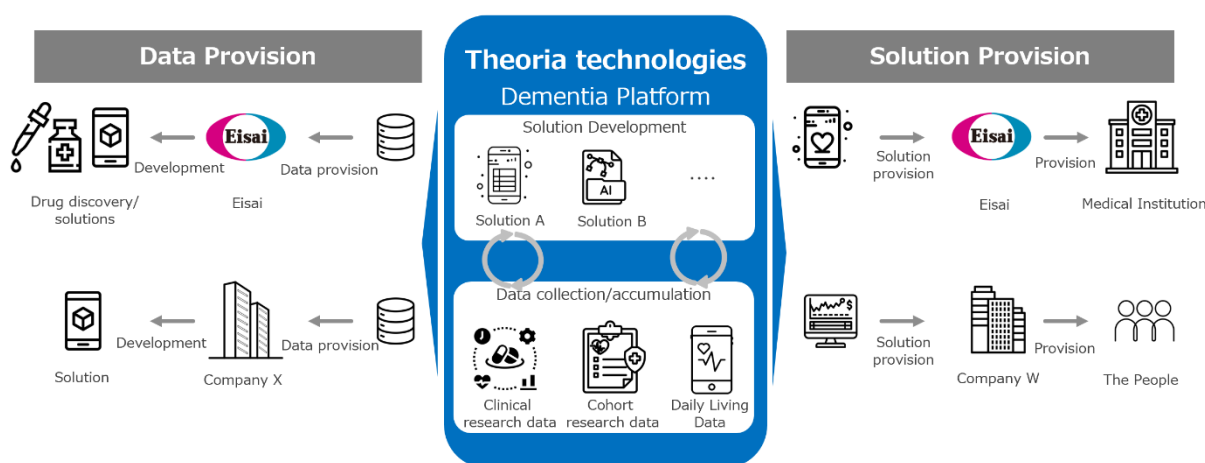 Data Provision
Development
Eisai
Data provision
Drug discovery/
solutions
Eisai
Development
Data provision
Solution
Company X
Theoria technologies
Dementia Platform
Solution Development
AI
....
Solution A
Solution B
Data collection/accumulation
Clinical
research data
Cohort
research data
Daily Living
Data
Solution Provision
Solution
provision
Eisai
Provision
Eisai
Medical Institution
$
Solution
provision
Provision
Company W
The People